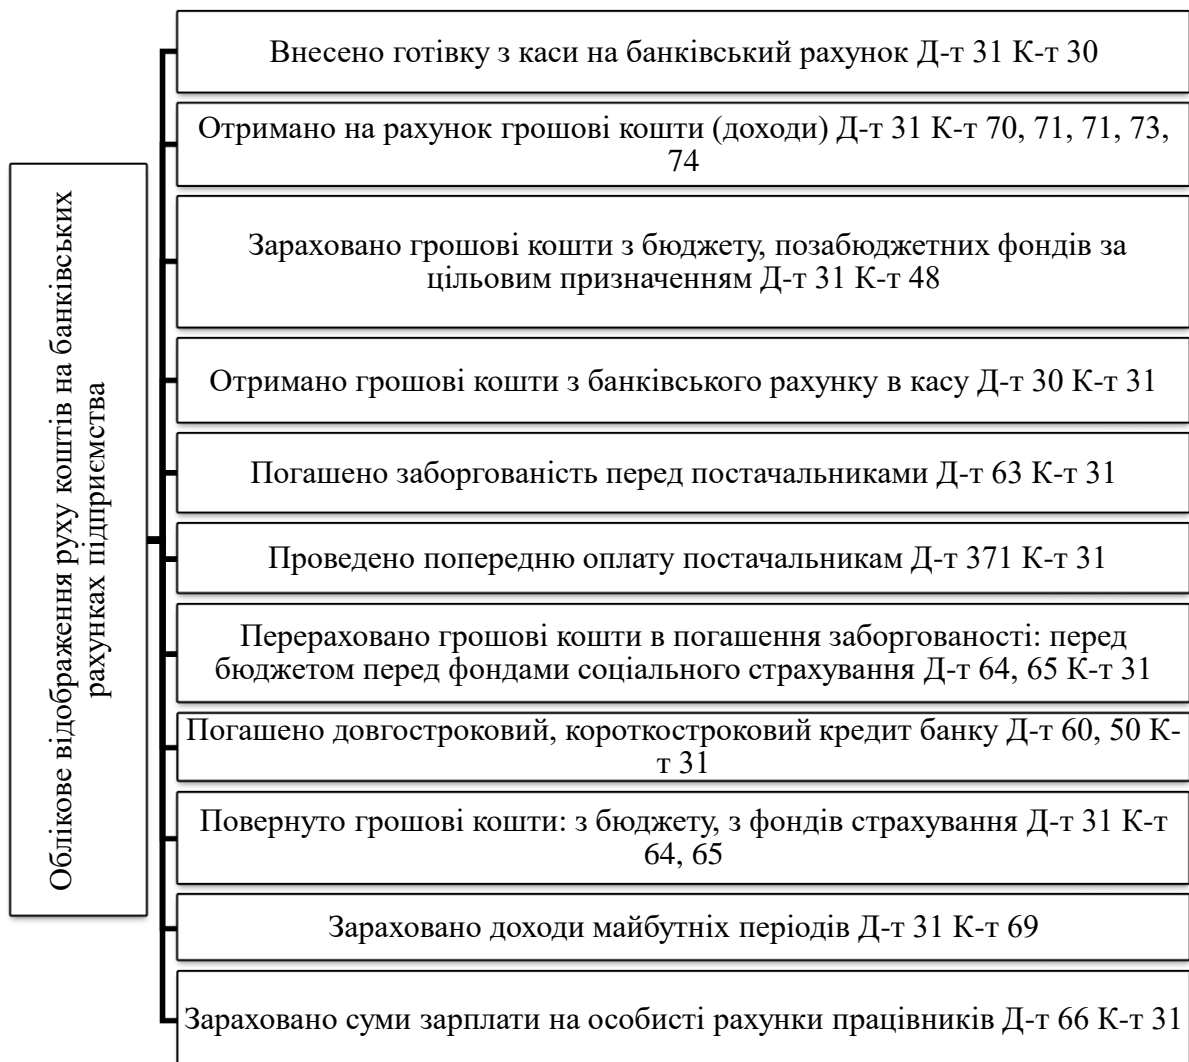 Облікове відображення руху коштів на банківських
рахунках підприємства
Внесено готівку з каси на банківський рахунок Д-т 31 К-т 30
Отримано на рахунок грошові кошти (доходи) Д-т 31 К-т 70, 71, 71, 73,
74
Зараховано грошові кошти з бюджету, позабюджетних фондів за
цільовим призначенням Д-т 31 К-т 48
Отримано грошові кошти з банківського рахунку в касу Д-т 30 К-т 31
Погашено заборгованість перед постачальниками Д-т 63 К-т 31
Проведено попередню оплату постачальникам Д-т 371 К-т 31
Перераховано грошові кошти в погашення заборгованості: перед
бюджетом перед фондами соціального страхування Д-т 64, 65 К-т 31
Погашено довгостроковий, короткостроковий кредит банку Д-т 60, 50 К-
т 31
Повернуто грошові кошти: з бюджету, з фондів страхування Д-т 31 К-т
64, 65
Зараховано доходи майбутніх періодів Д-т 31 К-т 69
Зараховано суми зарплати на особисті рахунки працівників Д-т 66 К-т 31